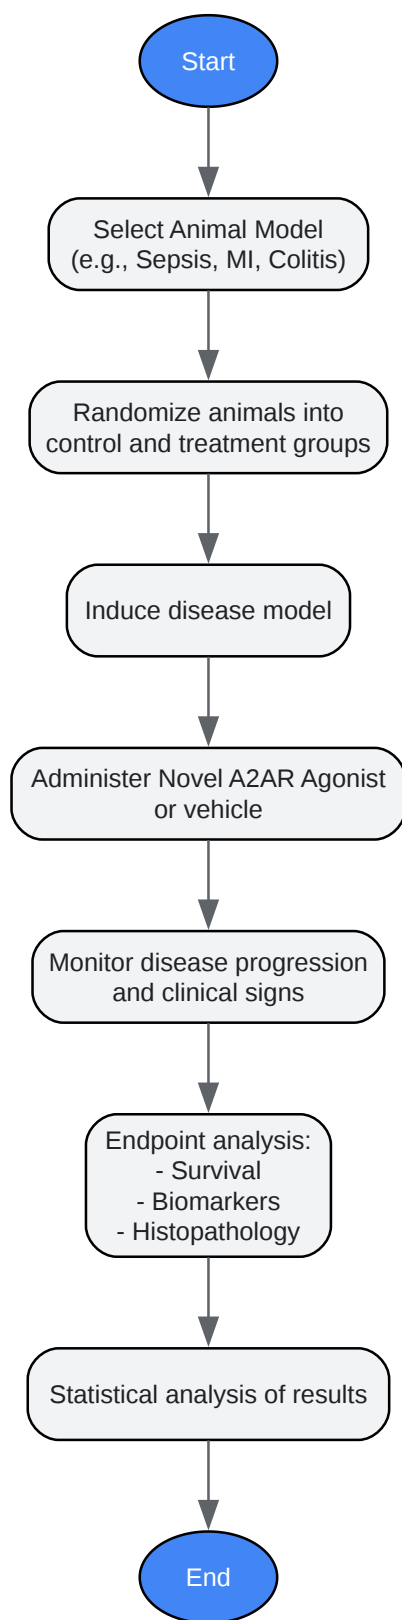 Start
Select Animal Model
(e.g., Sepsis, MI, Colitis)
Randomize animals into
control and treatment groups
Induce disease model
Administer Novel A2AR Agonist
or vehicle
Monitor disease progression
and clinical signs
Endpoint analysis:
- Survival
- Biomarkers
- Histopathology
Statistical analysis of results
End